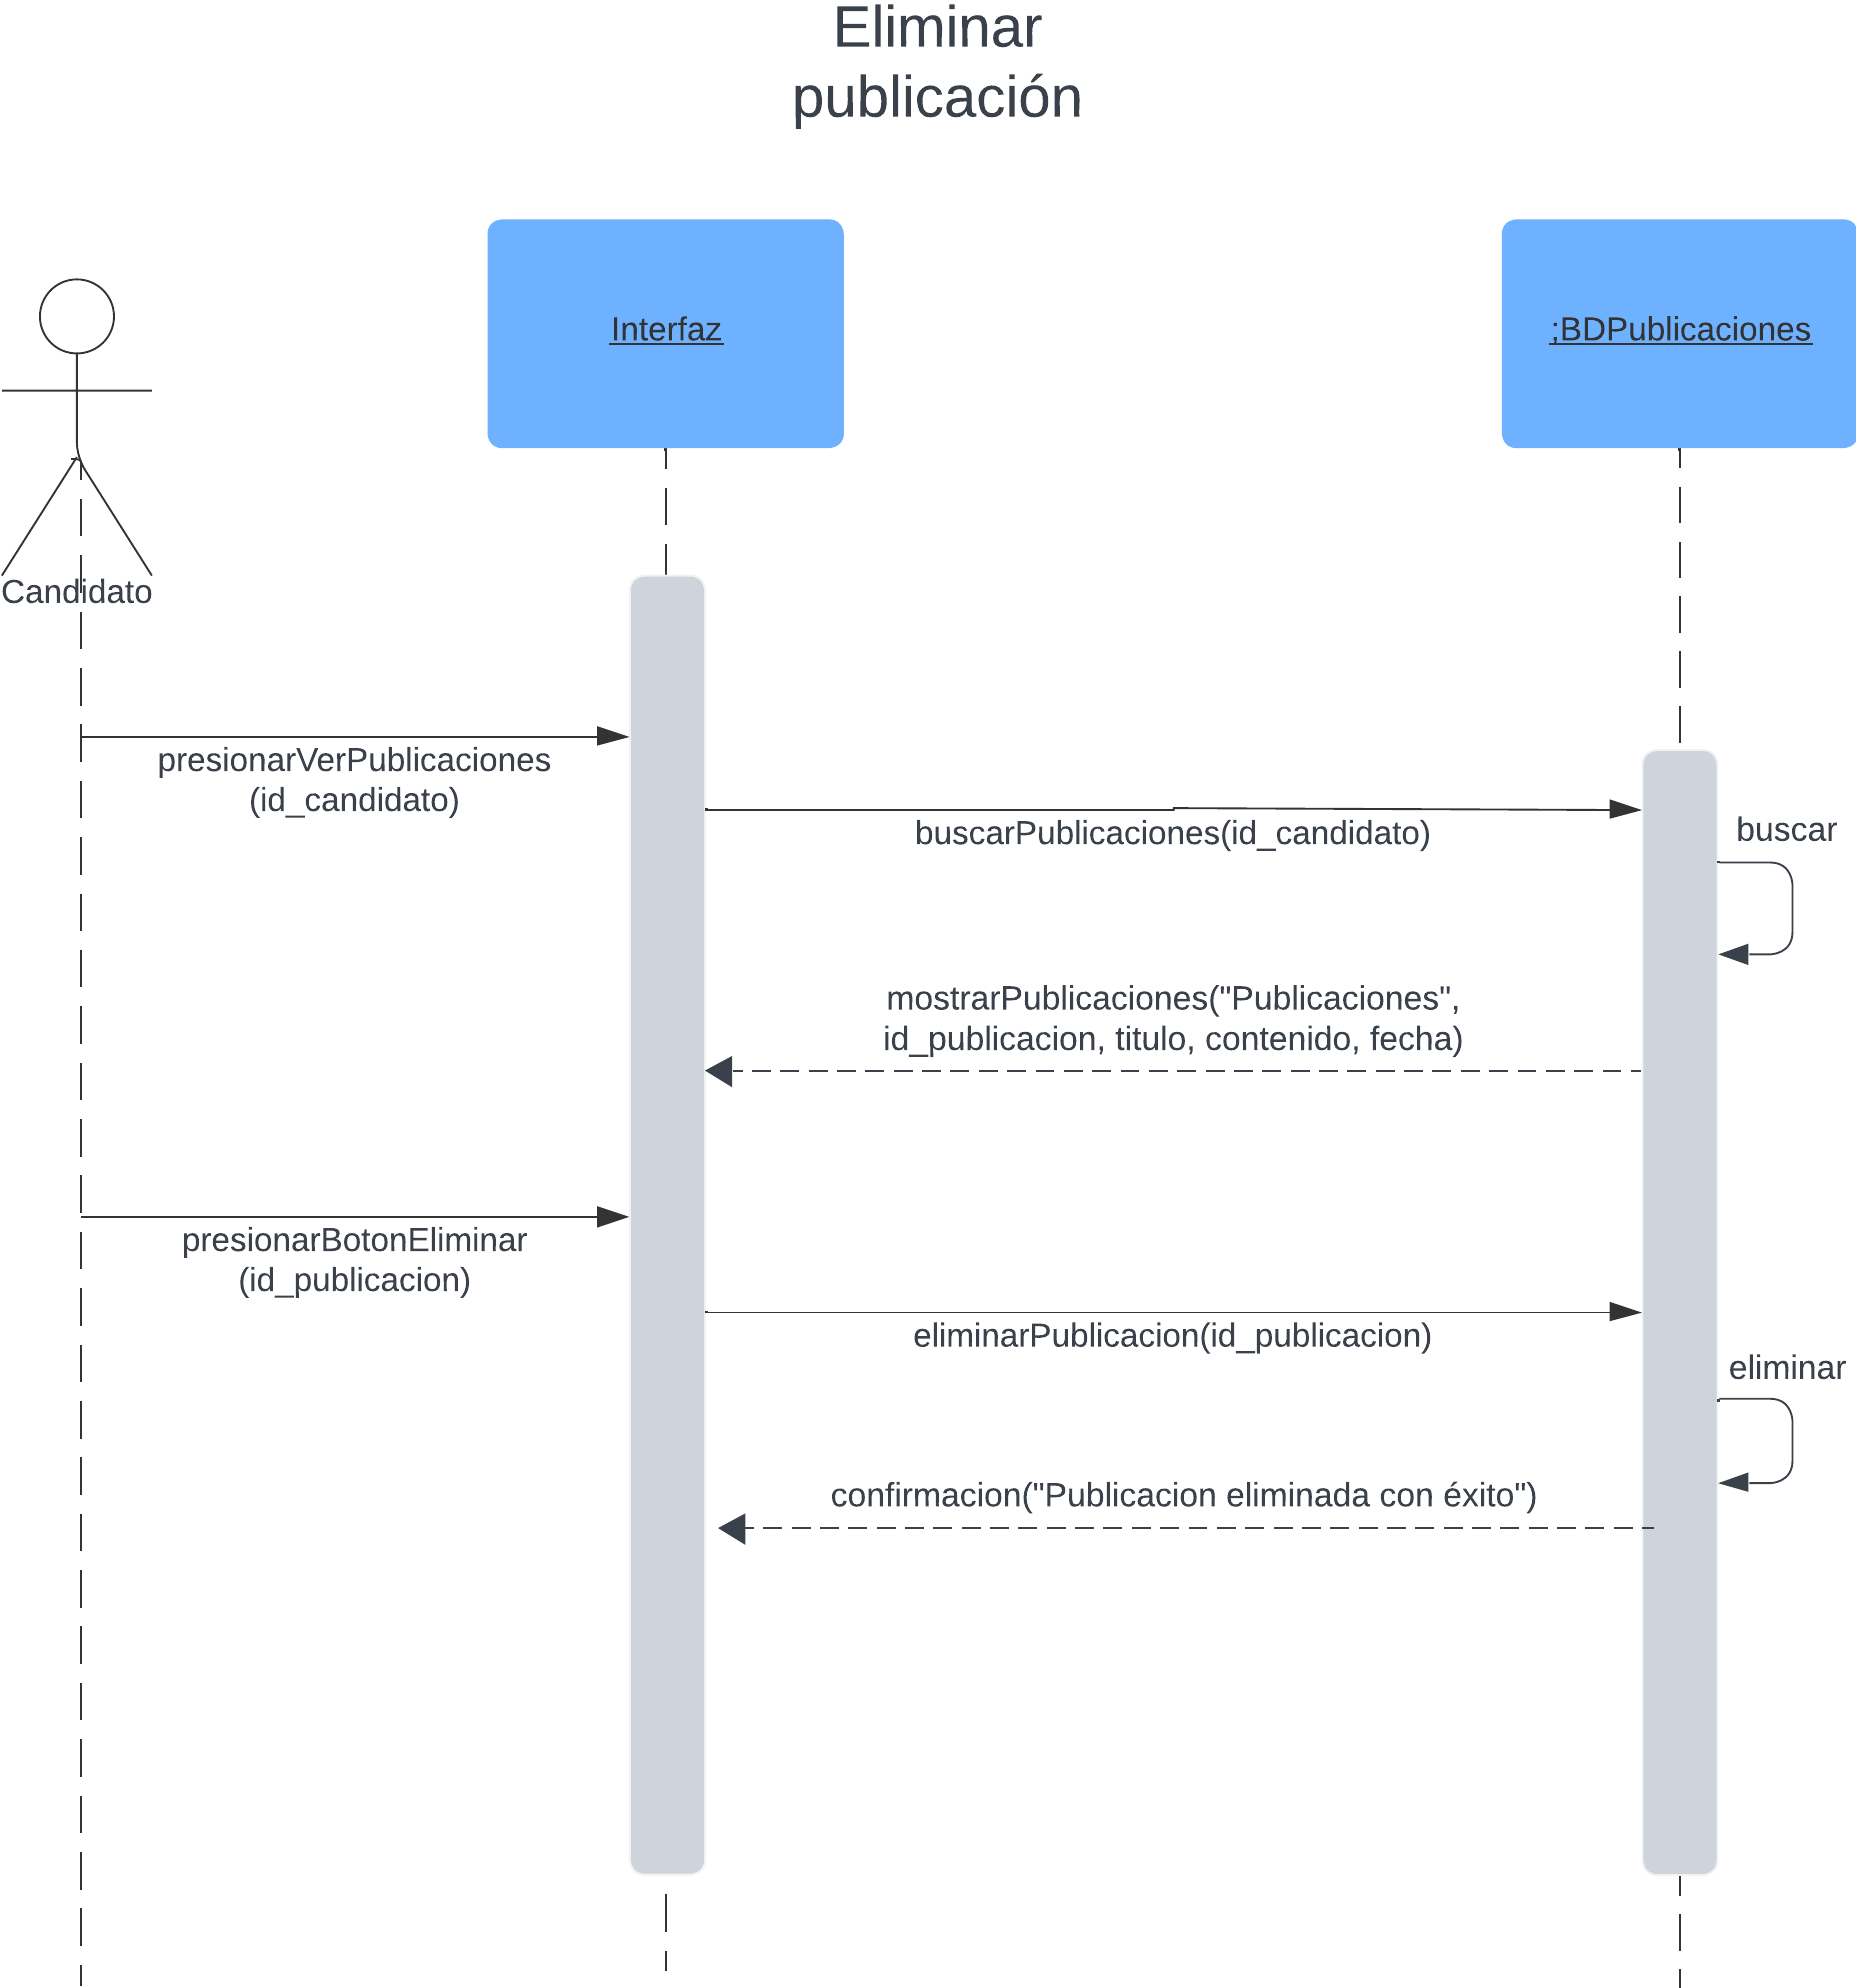 Eliminar
publicación
Interfaz
;BDPublicaciones
Candidato
presionarVerPublicaciones
(id_candidato)
buscarPublicaciones(id_candidato)
buscar
mostrarPublicaciones("Publicaciones",
id_publicacion, titulo, contenido, fecha)
presionarBotonEliminar
(id_publicacion)
eliminarPublicacion(id_publicacion)
eliminar
confirmacion("Publicacion eliminada con éxito")